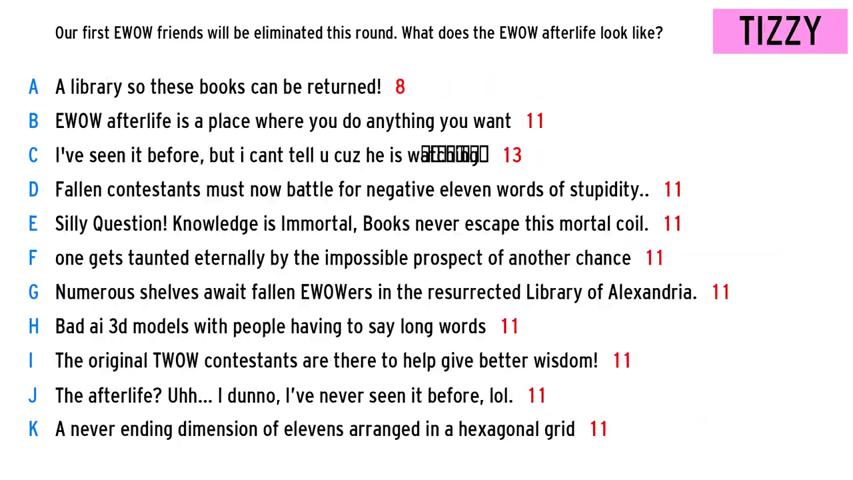 Our first EWOW friends will be eliminated this round. What does the EWOW afterlife look like?
TIZZY
A A library so these books can be returned! 8
B EWOW afterlife is a place where you do anything you want 11
C I've seen it before, but i cant tell u cuz he is 13
D Fallen contestants must now battle for negative eleven words of stupidity.. 11
E Silly Question! Knowledge is Immortal, Books never escape this mortal coil. 11
F one gets taunted eternally by the impossible prospect of another chance 11
G Numerous shelves await fallen EWOWers in the resurrected Library of Alexandria. 11
H Bad ai 3d models with people having to say long words 11
I The original TWOW contestants are there to help give better wisdom! 11
J The afterlife? Uhh... I dunno, I've never seen it before, lol. 11
K A never ending dimension of elevens arranged in a hexagonal grid 11